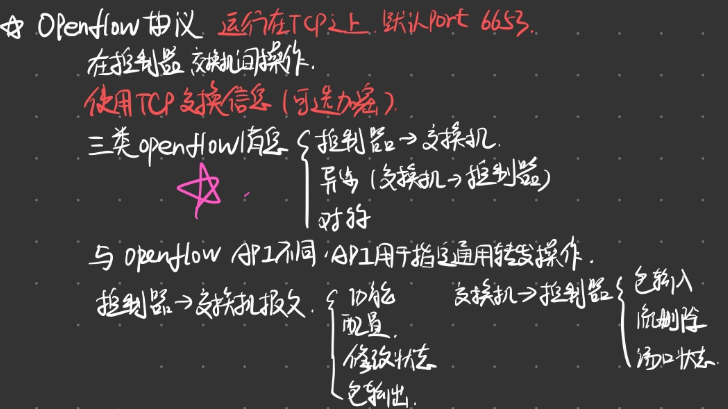 ☆ Openflow 协议 运行在TCP之上 默认Port 6653.
在控制器 交换机间操作.
使用TCP交换信息 (可选加密)
三类openflow信息 { 控制器→交换机.
异步 (交换机→控制器)
对称
与 openflow API不同, API用于指定通用转发操作.
控制器→交换机报文. { 功能
配置.
修改状态
包输出.
交换机→控制器 { 包输入
流删除
端口状态.